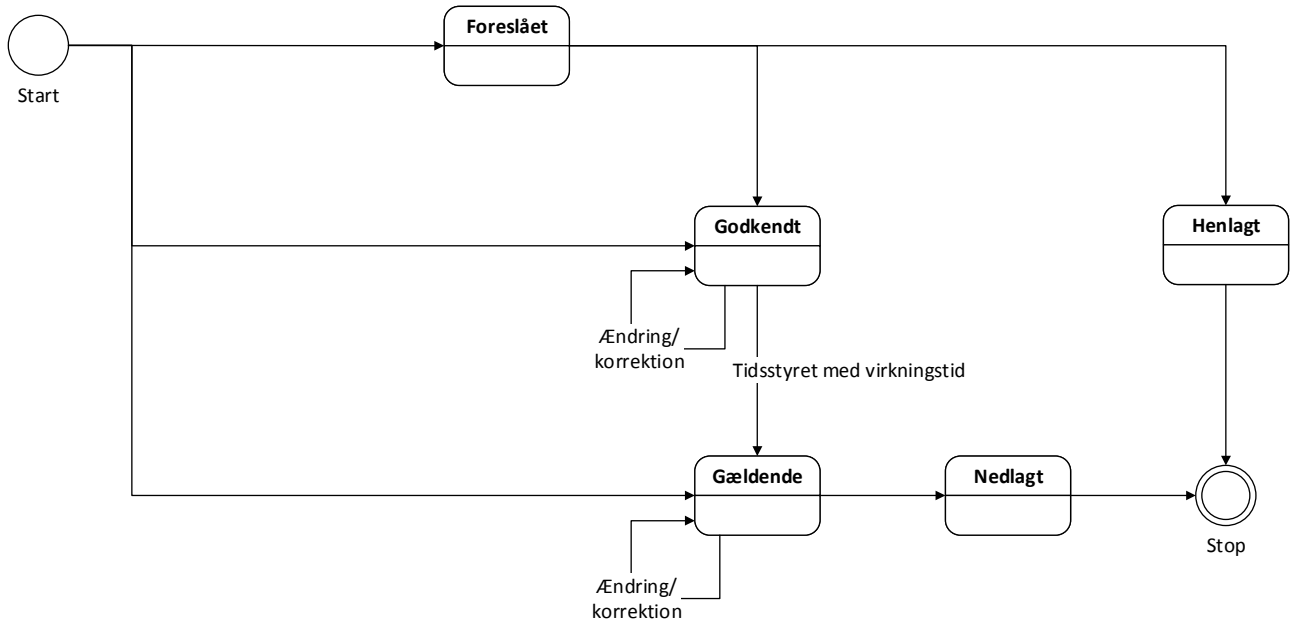 Foreslået
Start
Godkendt
Henlagt
Ændring/
korrektion
Tidsstyret med virkningstid
Gældende
Nedlagt
Stop
Ændring/
korrektion